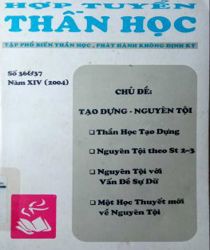 HỢP TUYỂN
THẦN HỌC
TẬP PHỔ BIẾN THẦN HỌC, PHÁT HÀNH KHÔNG ĐỊNH KỲ
Số 36&37
Năm XIV (2004)
CHỦ ĐỀ:
TẠO DỰNG - NGUYÊN TỘI
❑ Thần Học Tạo Dựng
❑ Nguyên Tội theo St 2-3
❑ Nguyên Tội với
Vấn Đề Sự Dữ
❑ Một Học Thuyết mới
về Nguyên Tội